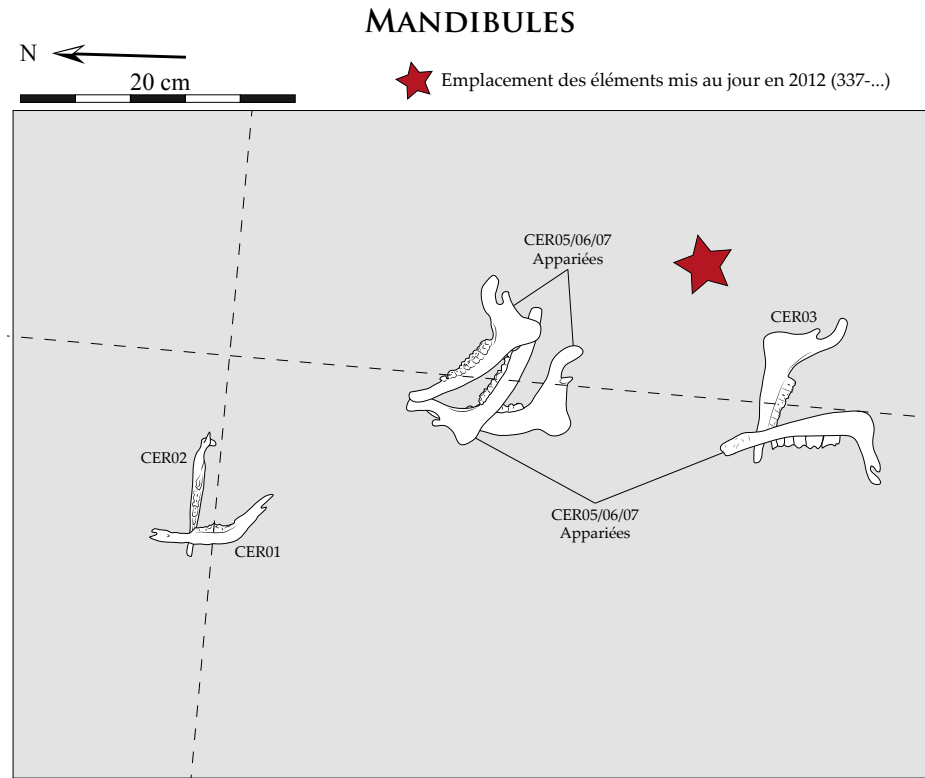 MANDIBULES
N
20 cm
Emplacement des éléments mis au jour en 2012 (337-...)
CER05/06/07
Appariées
CER03
CER02
CER01
CER05/06/07
Appariées